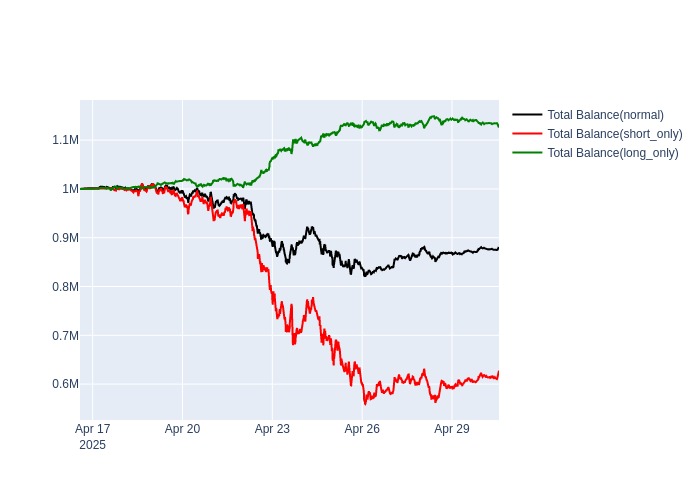 Total Balance(normal)
Total Balance(short_only)
Total Balance(long_only)
1.1M
1M
0.9M
0.8M
0.7M
0.6M
Apr 17 Apr 20 Apr 23 Apr 26 Apr 29
2025